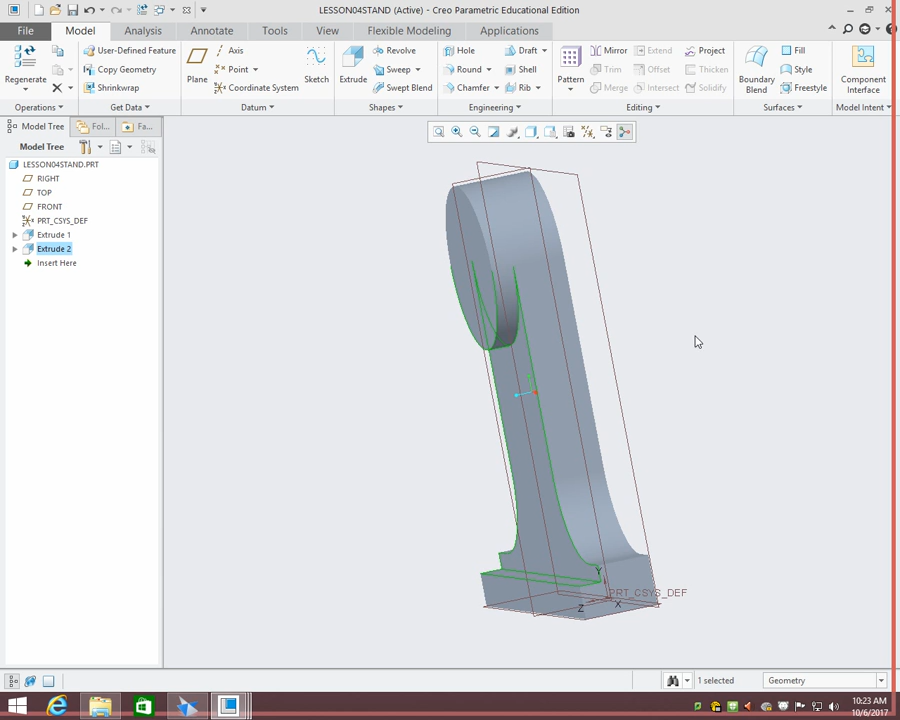 LESSON04STAND (Active) - Creo Parametric Educational Edition
File Model Analysis Annotate Tools View Flexible Modeling Applications
User-Defined Feature Axis Revolve Hole Draft Mirror Extend Project Fill
Regenerate Copy Geometry Plane Point Sketch Extrude Sweep Round Shell Pattern Trim Offset Thicken Boundary Blend Style Component Interface
Shrinkwrap Coordinate System Swept Blend Chamfer Rib Merge Intersect Solidify Freestyle
Operations Get Data Datum Shapes Engineering Editing Surfaces Model Intent
Model Tree Fol... Fa...
Model Tree
LESSON04STAND.PRT
RIGHT
TOP
FRONT
PRT_CSYS_DEF
Extrude 1
Extrude 2
Insert Here
Y
PRT_CSYS_DEF
Z X
1 selected Geometry
10:23 AM
10/6/2017